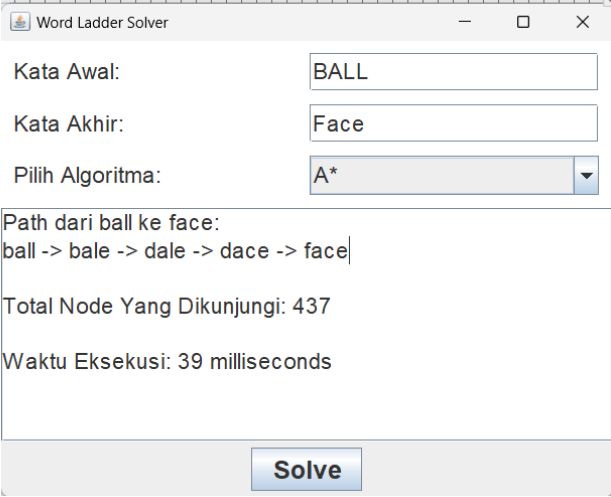 Word Ladder Solver
Kata Awal: BALL
Kata Akhir: Face
Pilih Algoritma: A*
Path dari ball ke face:
ball -> bale -> dale -> dace -> face
Total Node Yang Dikunjungi: 437
Waktu Eksekusi: 39 milliseconds
Solve